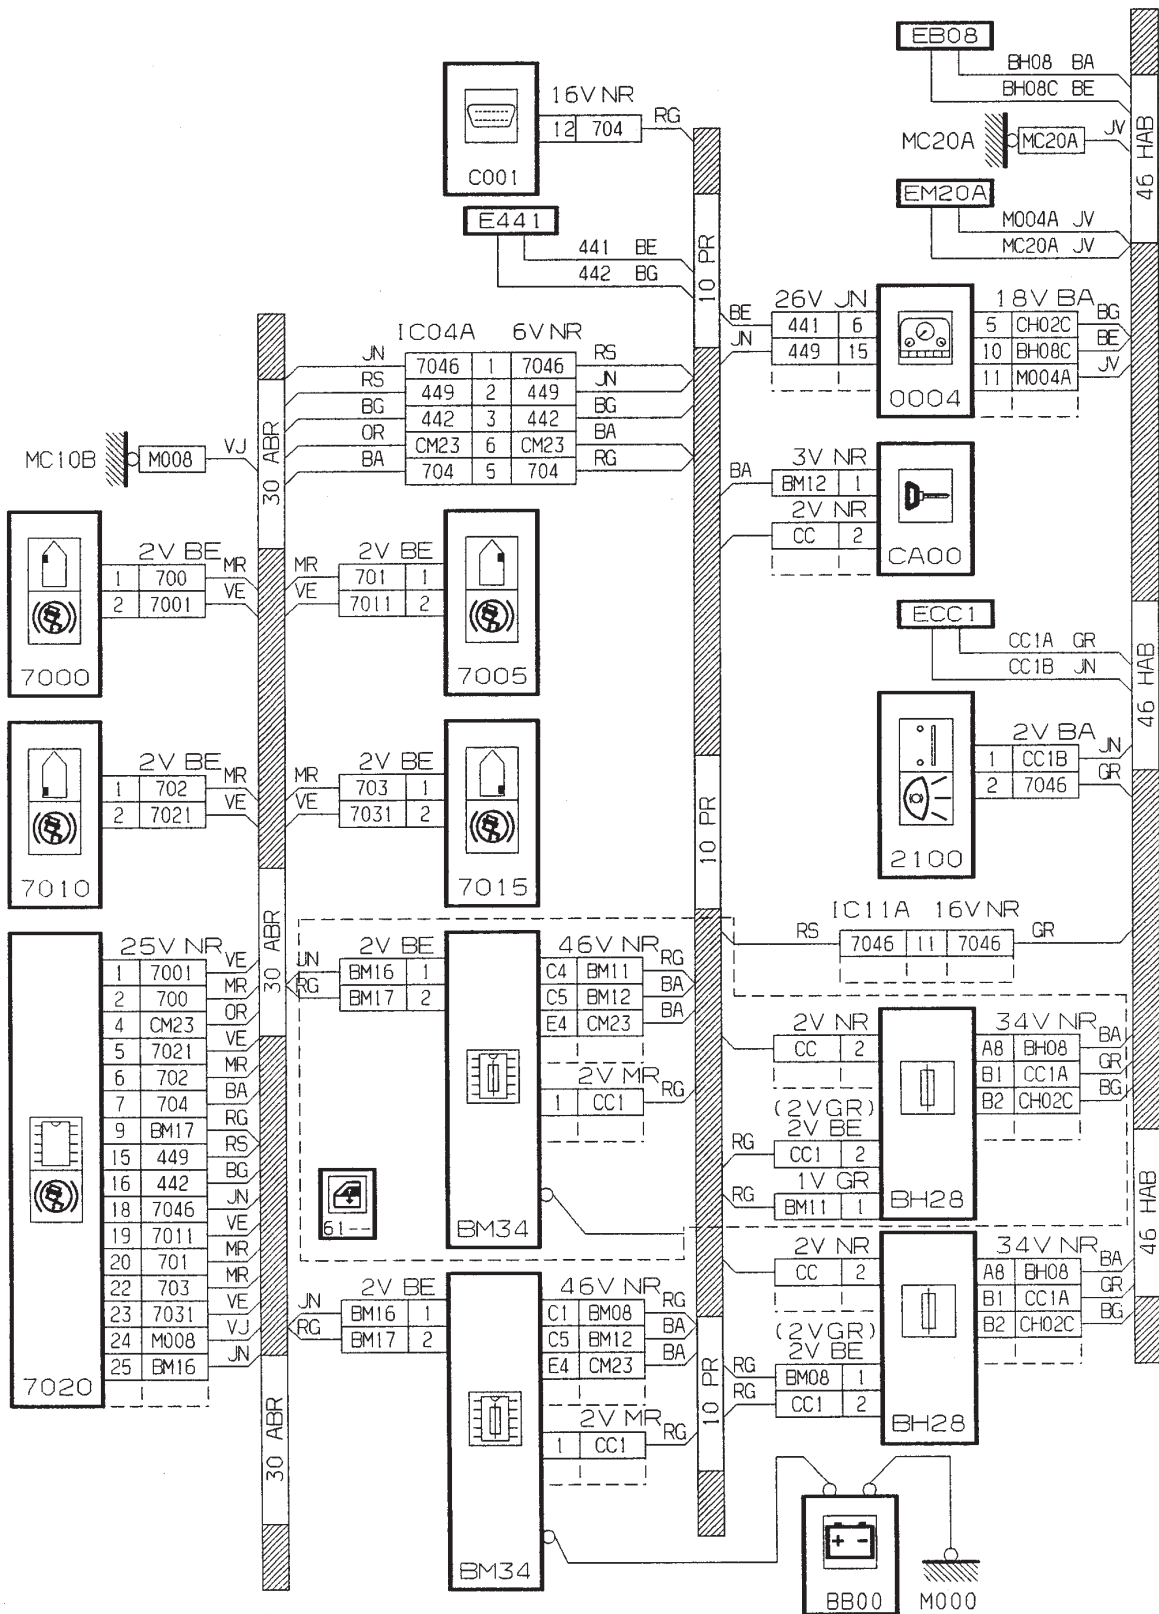 EB08
BH08 BA
BH08C BE
MC20A
MC20A
JV
46 HAB
EM20A
M004A JV
MC20A JV
16V NR
12 704
RG
C001
E441
441 BE
442 BG
10 PR
26V JN
BE 441 6
JN 449 15
0004
18V BA
5 CH02C BG
10 BH08C BE
11 M004A JV
IC04A 6V NR
JN 7046 1 7046 RS
RS 449 2 449 JN
BG 442 3 442 BG
OR CM23 6 CM23 BA
BA 704 5 704 RG
30 ABR
MC10B
M008
VJ
3V NR
BA BM12 1
2V NR
CC 2
CA00
2V BE
1 700 MR
2 7001 VE
7000
2V BE
MR 701 1
VE 7011 2
7005
ECC1
CC1A GR
CC1B JN
46 HAB
2V BA
1 CC1B JN
2 7046 GR
2100
2V BE
1 702 MR
2 7021 VE
7010
2V BE
MR 703 1
VE 7031 2
7015
10 PR
IC11A 16V NR
RS 7046 11 7046 GR
25V NR
1 7001 VE
2 700 MR
4 CM23 OR
5 7021 VE
6 702 MR
7 704 BA
9 BM17 RG
15 449 RS
16 442 BG
18 7046 JN
19 7011 VE
20 701 MR
22 703 MR
23 7031 VE
24 M008 VJ
25 BM16 JN
7020
30 ABR
2V BE
JN BM16 1
RG BM17 2
46V NR
C4 BM11 RG
C5 BM12 BA
E4 CM23 BA
2V MR
1 CC1 RG
BM34
61--
2V NR
CC 2
(2VGR)
2V BE
RG CC1 2
1V GR
RG BM11 1
BH28
34V NR
A8 BH08 BA
B1 CC1A GR
B2 CH02C BG
46 HAB
2V BE
JN BM16 1
RG BM17 2
46V NR
C1 BM08 RG
C5 BM12 BA
E4 CM23 BA
2V MR
1 CC1 RG
BM34
10 PR
2V NR
CC 2
(2VGR)
2V BE
RG BM08 1
RG CC1 2
BH28
34V NR
A8 BH08 BA
B1 CC1A GR
B2 CH02C BG
30 ABR
+ -
BB00
M000